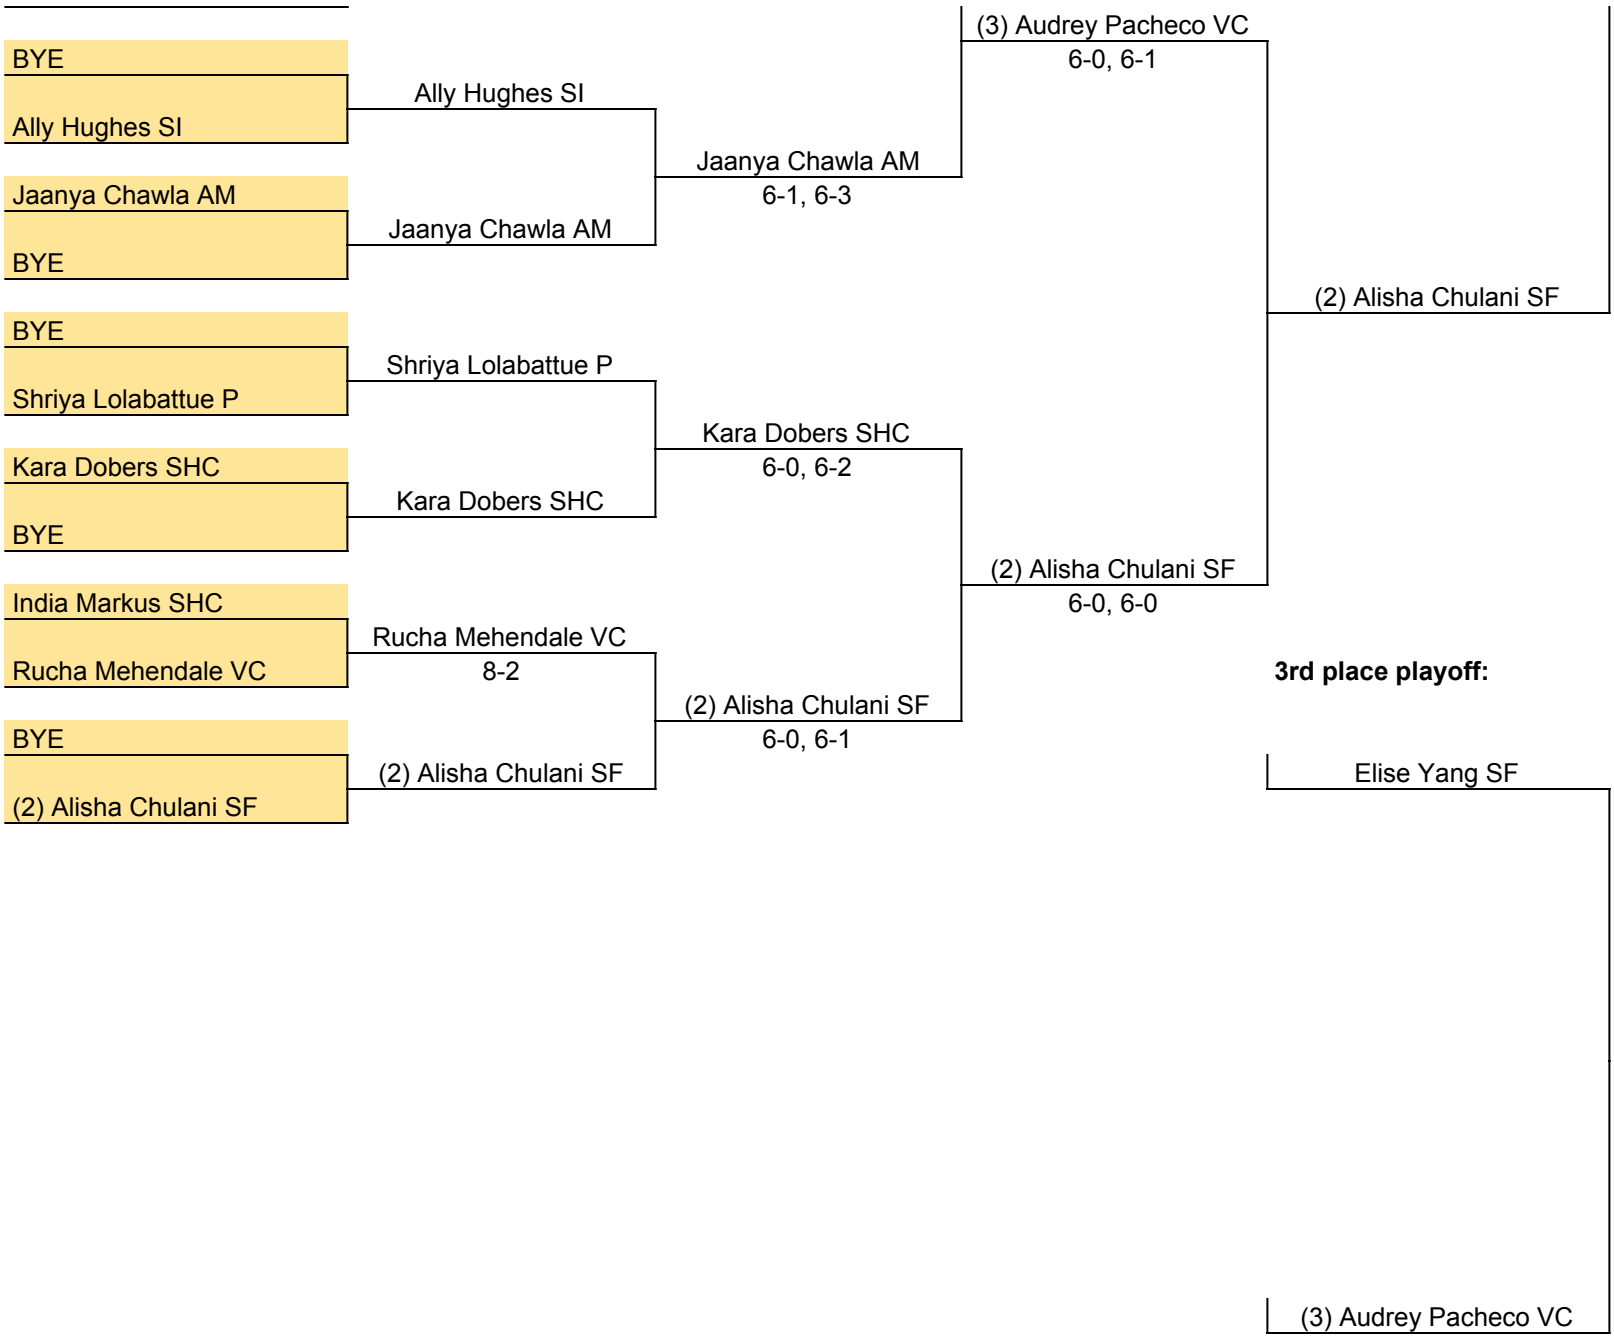 (3) Audrey Pacheco VC
BYE
6-0, 6-1
Ally Hughes SI
Ally Hughes SI
Jaanya Chawla AM
Jaanya Chawla AM
6-1, 6-3
Jaanya Chawla AM
BYE
(2) Alisha Chulani SF
BYE
Shriya Lolabattue P
Shriya Lolabattue P
Kara Dobers SHC
Kara Dobers SHC
6-0, 6-2
Kara Dobers SHC
BYE
(2) Alisha Chulani SF
India Markus SHC
6-0, 6-0
Rucha Mehendale VC
Rucha Mehendale VC
8-2
3rd place playoff:
(2) Alisha Chulani SF
BYE
6-0, 6-1
(2) Alisha Chulani SF
Elise Yang SF
(2) Alisha Chulani SF
(3) Audrey Pacheco VC